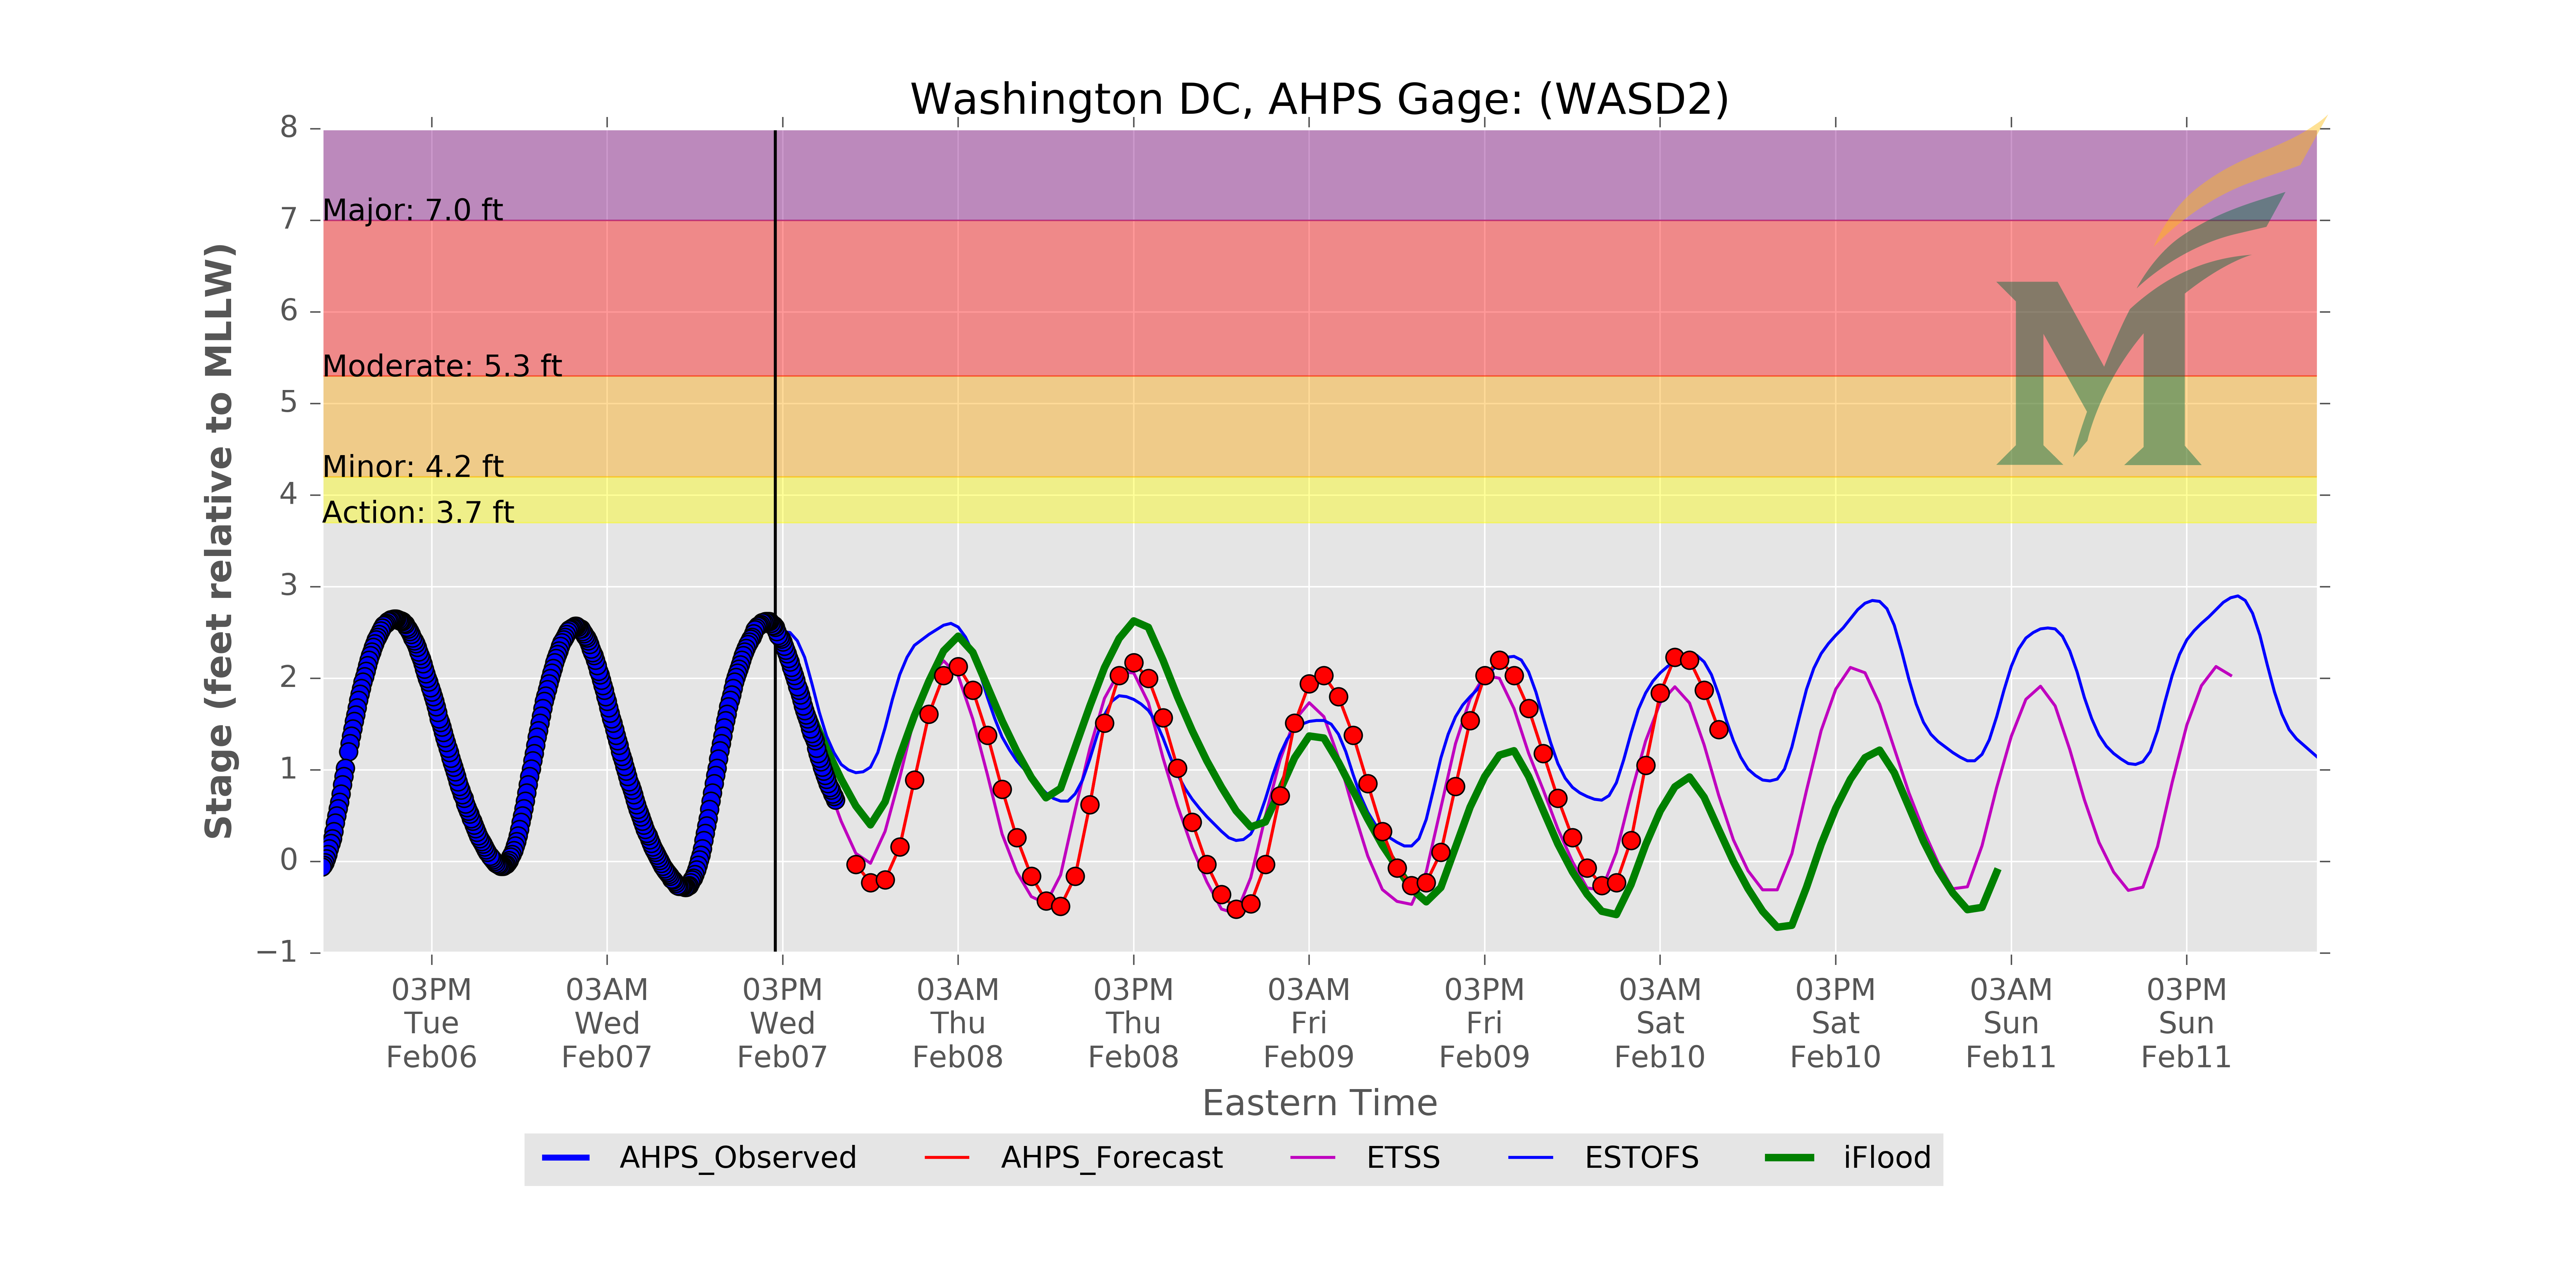 Washington DC, AHPS Gage: (WASD2)
Stage (feet relative to MLLW)
8
7
6
5
4
3
2
1
0
−1
Major: 7.0 ft
Moderate: 5.3 ft
Minor: 4.2 ft
Action: 3.7 ft
03PM 03AM 03PM 03AM 03PM 03AM 03PM 03AM 03PM 03AM 03PM
Tue Wed Wed Thu Thu Fri Fri Sat Sat Sun Sun
Feb06 Feb07 Feb07 Feb08 Feb08 Feb09 Feb09 Feb10 Feb10 Feb11 Feb11
Eastern Time
AHPS_Observed AHPS_Forecast ETSS ESTOFS iFlood